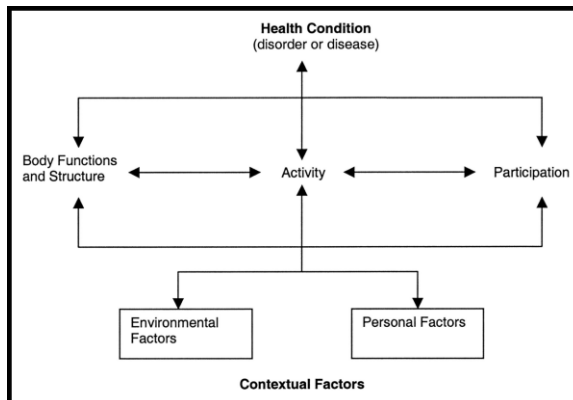 Health Condition
(disorder or disease)
Body Functions
and Structure
Activity
Participation
Environmental
Factors
Personal Factors
Contextual Factors